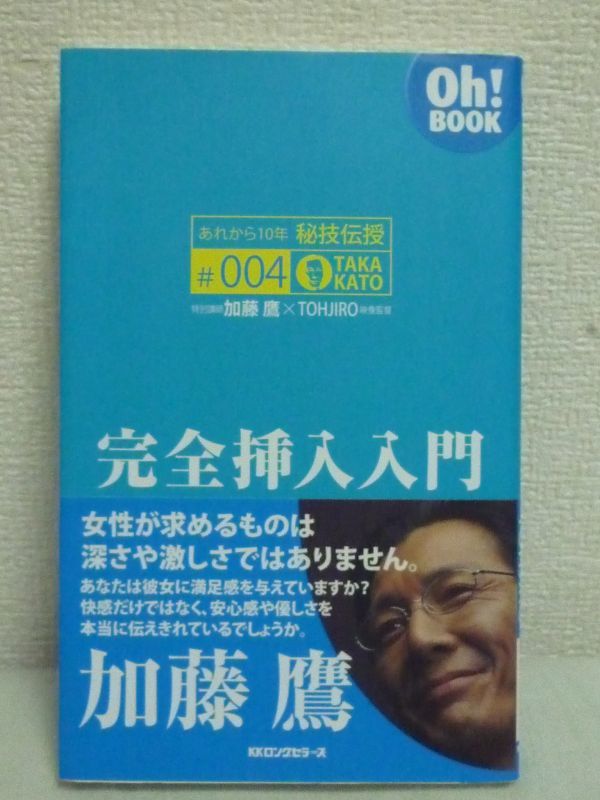 Oh!
BOOK
あれから10年 秘技伝授
#004 TAKA
KATO
特別講師 加藤 鷹×TOHJIRO 映像監督
完全挿入入門
女性が求めるものは
深さや激しさではありません。
あなたは彼女に満足感を与えていますか?
快感だけではなく、安心感や優しさを
本当に伝えきれているでしょうか。
加藤 鷹
KKロングセラーズ